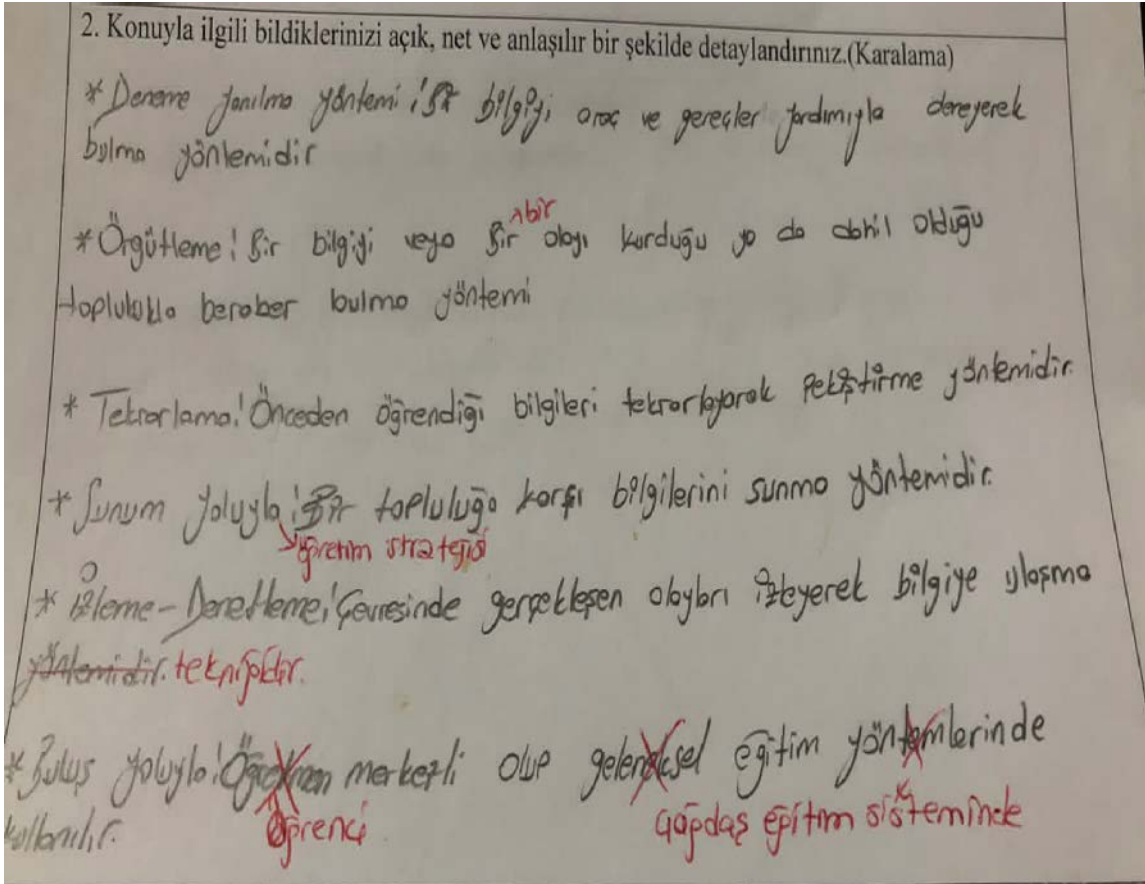 2. Konuyla ilgili bildiklerinizi açık, net ve anlaşılır bir şekilde detaylandırınız.(Karalama)
* Deneme yanılma yöntemi: Bir bilgiyi araç ve gereçler yardımıyla deneyerek
bulma yöntemidir
^bir
* Örgütleme: Bir bilgiyi veya bir olayı kurduğu ya da dahil olduğu
toplulukla beraber bulma yöntemi
* Tekrarlama: Önceden öğrendiği bilgileri tekrarlayarak pekiştirme yöntemidir.
* Sunum yoluyla: Bir topluluğa karşı bilgilerini sunma yöntemidir.
öğretim stratejisi
* İzleme-Denetleme: Çevresinde gerçekleşen olayları izleyerek bilgiye ulaşma
yöntemidir. tekniğidir.
* Buluş yoluyla: Öğretmen merkezli olup geleneksel eğitim yöntemlerinde
kullanılır. Öğrenci Çağdaş eğitim sisteminde